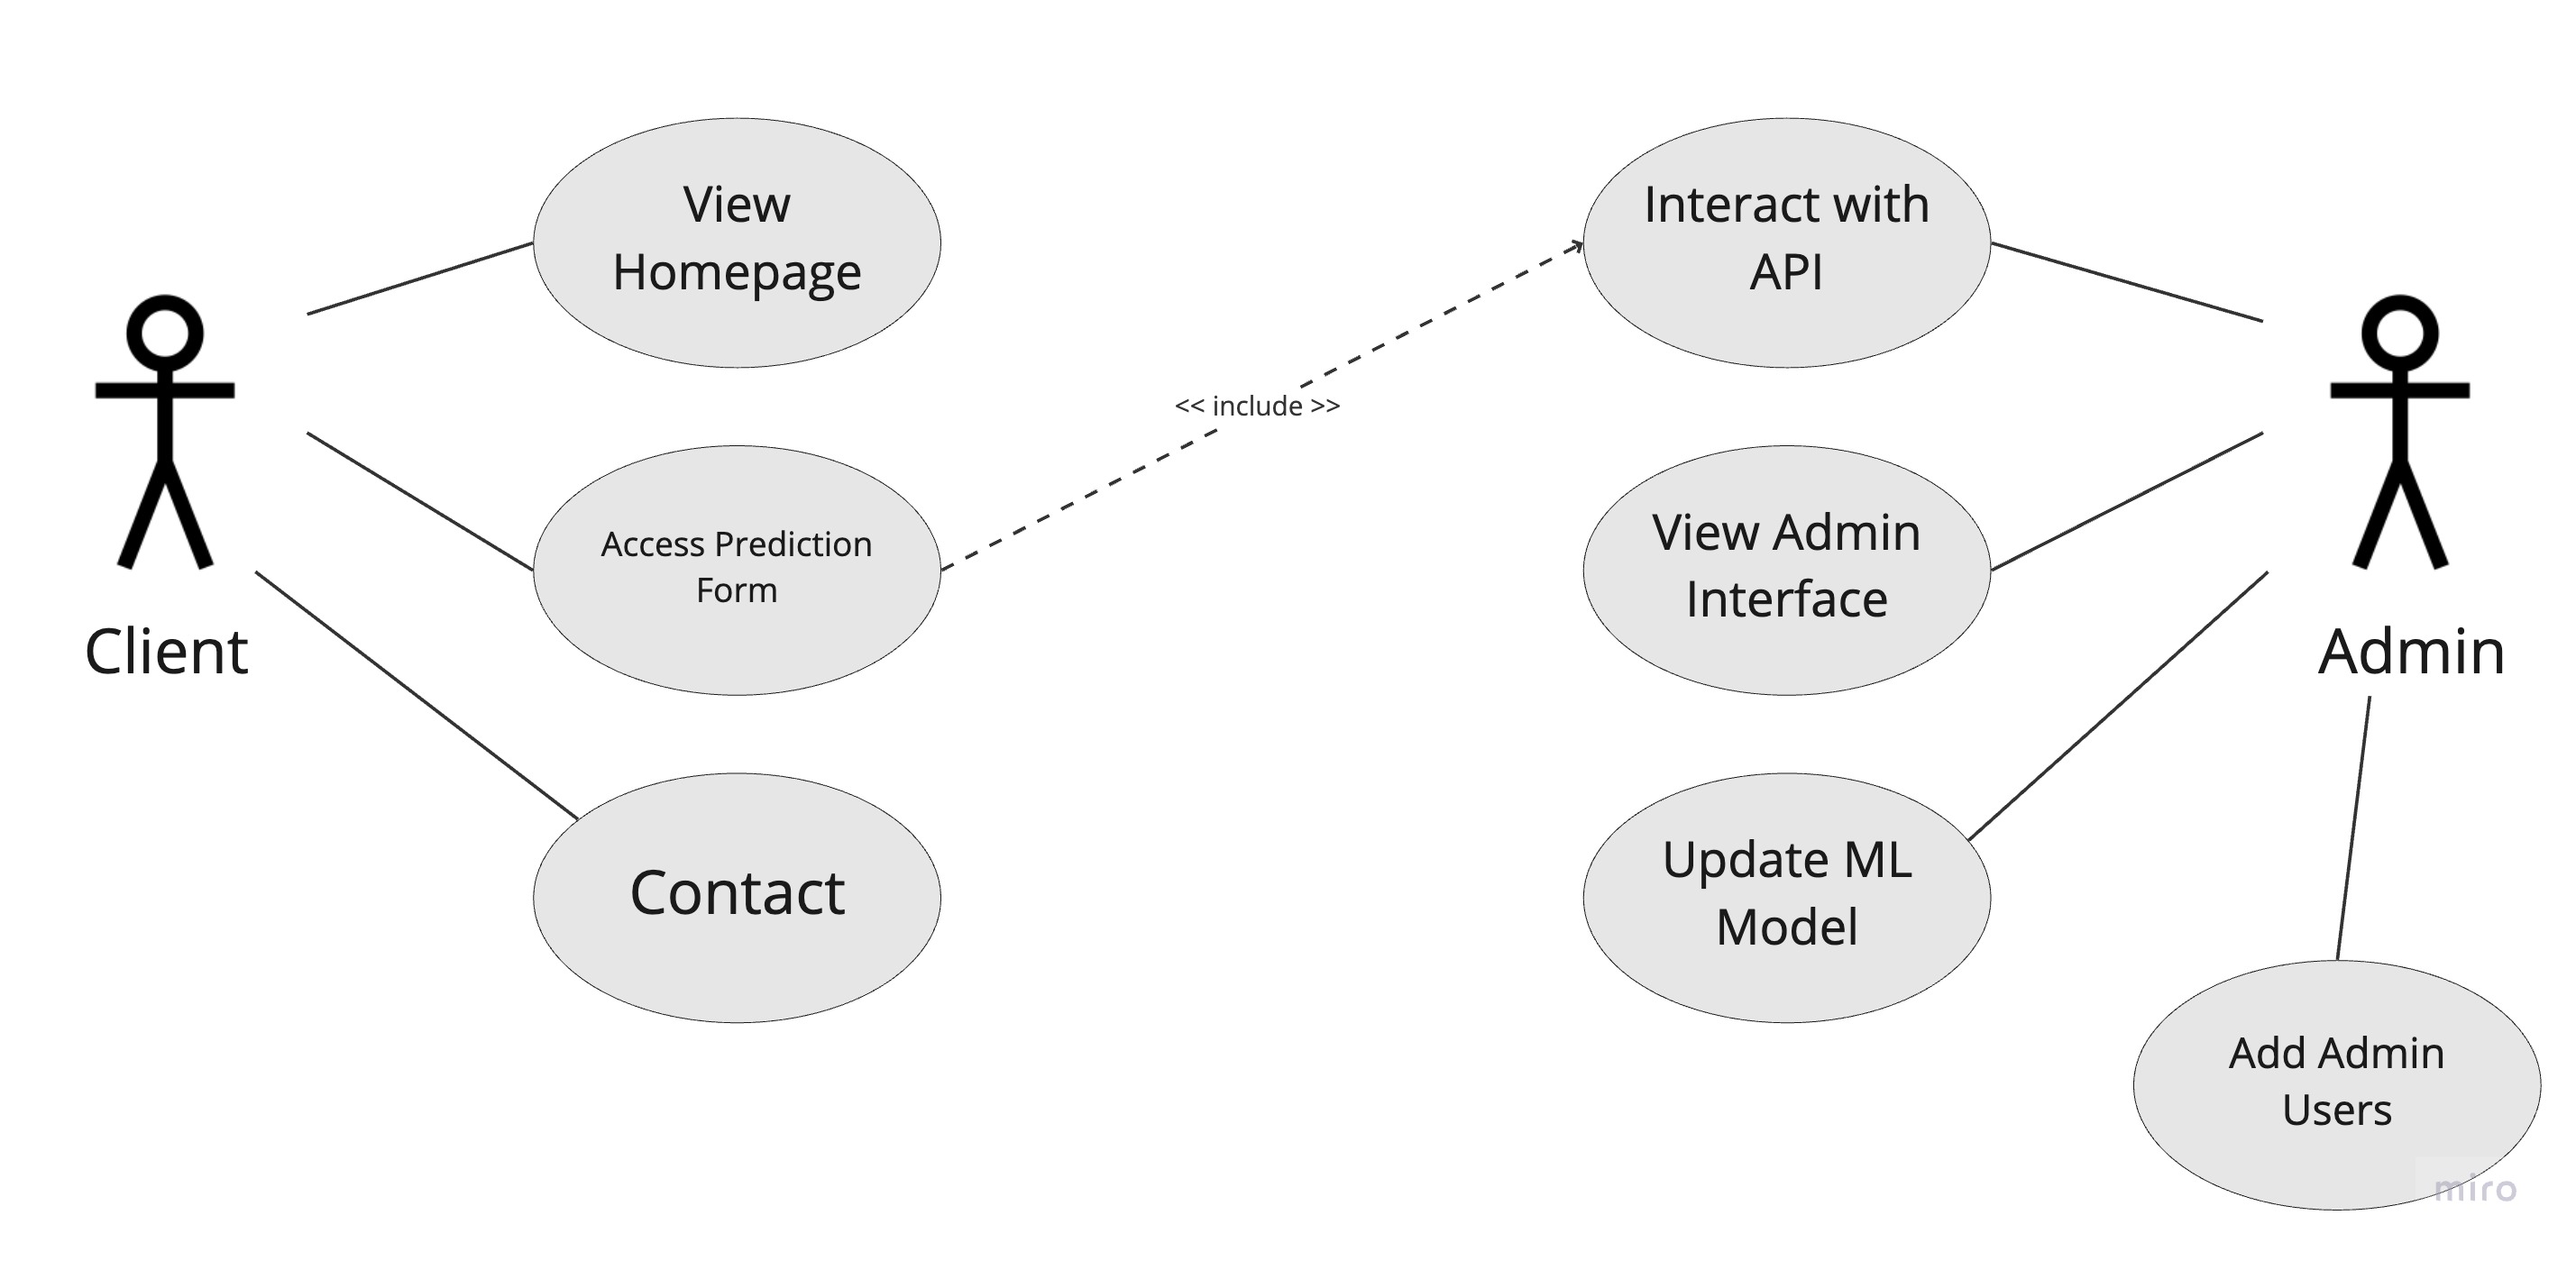 View
Homepage
Interact with
API
<< include >>
Access Prediction
Form
View Admin
Interface
Client
Admin
Contact
Update ML
Model
Add Admin
Users
miro